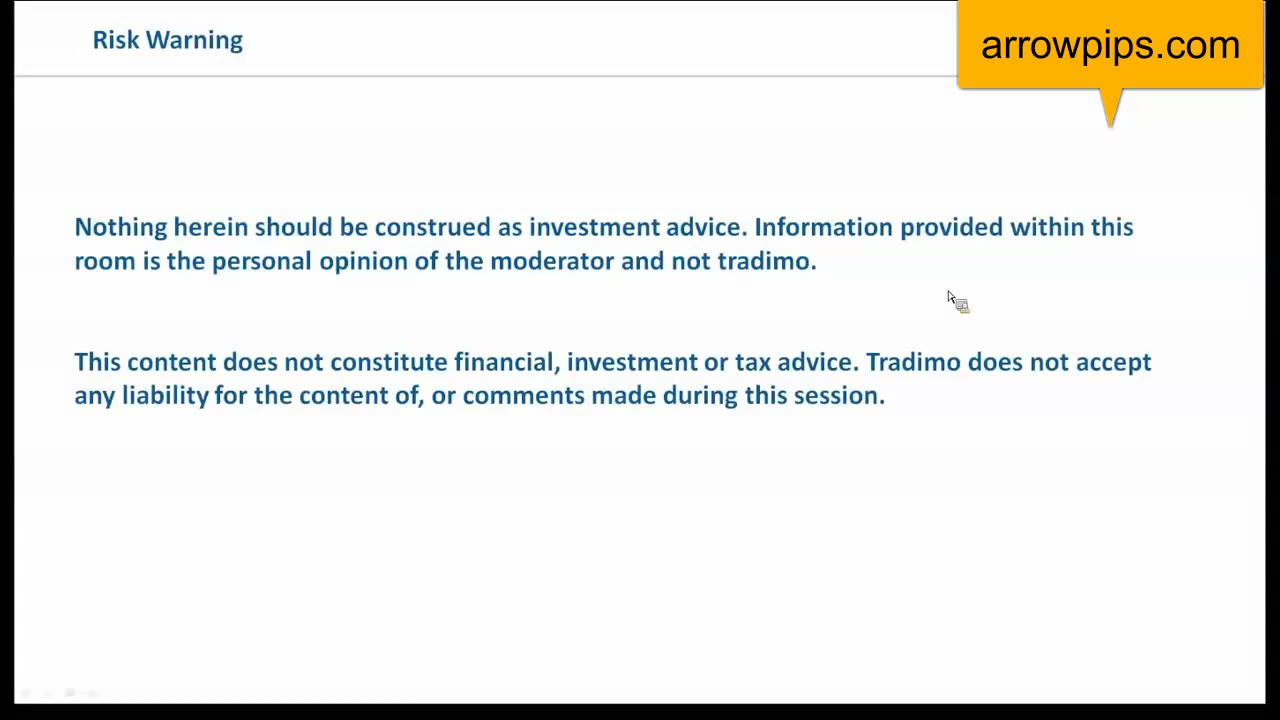 Risk Warning
arrowpips.com
Nothing herein should be construed as investment advice. Information provided within this
room is the personal opinion of the moderator and not tradimo.
This content does not constitute financial, investment or tax advice. Tradimo does not accept
any liability for the content of, or comments made during this session.